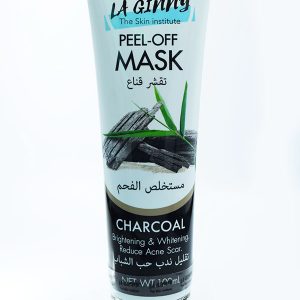 LA GINNY
The Skin institute
PEEL-OFF
MASK
تقشر قناع
مستخلص الفحم
CHARCOAL
Brightening & Whitening,
Reduce Acne Scar.
تقليل ندب حب الشباب
NET WT 100mL